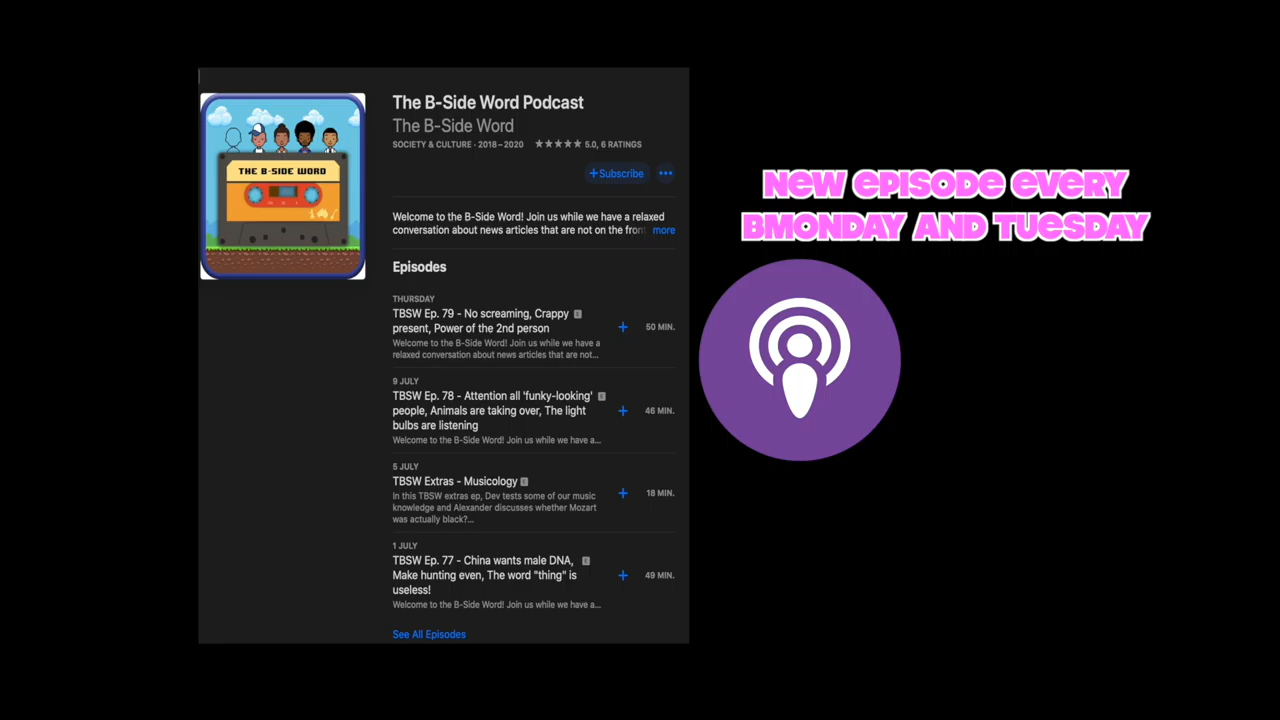 THE B-SIDE WORD
The B-Side Word Podcast
The B-Side Word
SOCIETY & CULTURE · 2018–2020 ★★★★★ 5.0, 6 RATINGS
+Subscribe
Welcome to the B-Side Word! Join us while we have a relaxed
conversation about news articles that are not on the front more
Episodes
THURSDAY
TBSW Ep. 79 - No screaming, Crappy E
present, Power of the 2nd person
Welcome to the B-Side Word! Join us while we have a
relaxed conversation about news articles that are not...
+ 50 MIN.
9 JULY
TBSW Ep. 78 - Attention all 'funky-looking' E
people, Animals are taking over, The light
bulbs are listening
Welcome to the B-Side Word! Join us while we have a...
+ 46 MIN.
5 JULY
TBSW Extras - Musicology E
In this TBSW extras ep, Dev tests some of our music
knowledge and Alexander discusses whether Mozart
was actually black?...
+ 18 MIN.
1 JULY
TBSW Ep. 77 - China wants male DNA, E
Make hunting even, The word "thing" is
useless!
Welcome to the B-Side Word! Join us while we have a...
+ 49 MIN.
See All Episodes
NEW EPISODE EVERY
BMONDAY AND TUESDAY